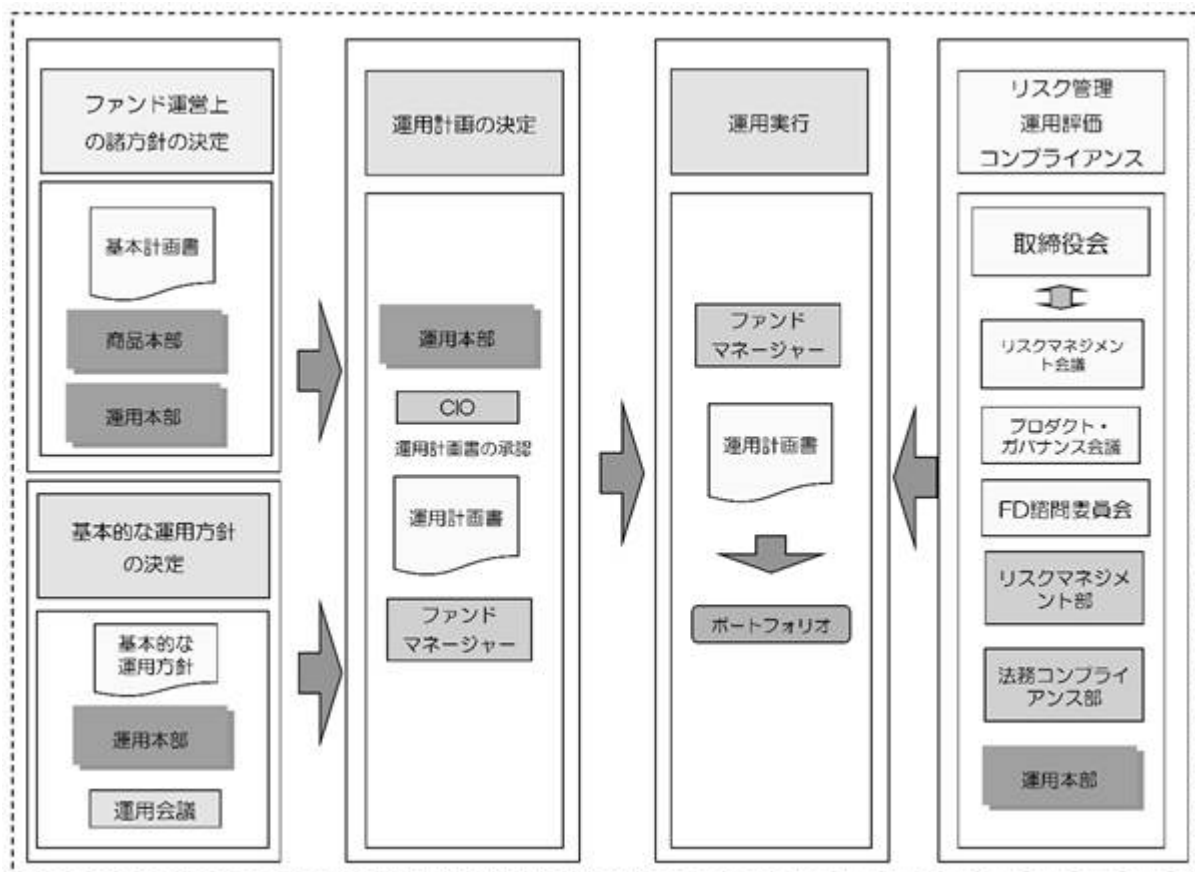 ファンド運営上
の諸方針の決定
基本計画書
商品本部
運用本部
基本的な運用方針
の決定
基本的な
運用方針
運用本部
運用会議
運用計画の決定
運用本部
CIO
運用計画書の承認
運用計画書
ファンド
マネージャー
運用実行
ファンド
マネージャー
運用計画書
ポートフォリオ
リスク管理
運用評価
コンプライアンス
取締役会
リスクマネジメン
ト会議
プロダクト・
ガバナンス会議
FD諮問委員会
リスクマネジメ
ント部
法務コンプライ
アンス部
運用本部